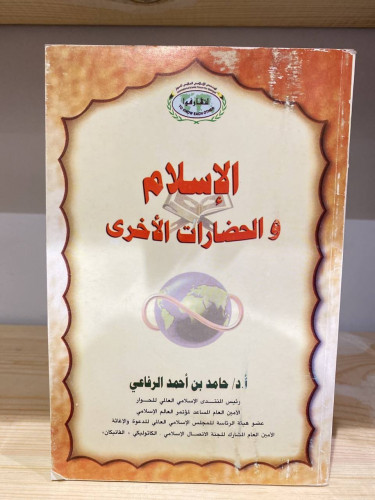 لتعارفوا
الإسلام
و الحضارات الأخرى
أ.د/ حامد بن أحمد الرفاعي
رئيس المنتدى الإسلامي العالمي للحوار
الأمين العام المساعد لمؤتمر العالم الإسلامي
عضو هيئة الرئاسة للمجلس الإسلامي العالمي للدعوة والإغاثة
الأمين العام المشارك للجنة الاتصال الإسلامي . الكاثوليكي ، الفاتيكان.